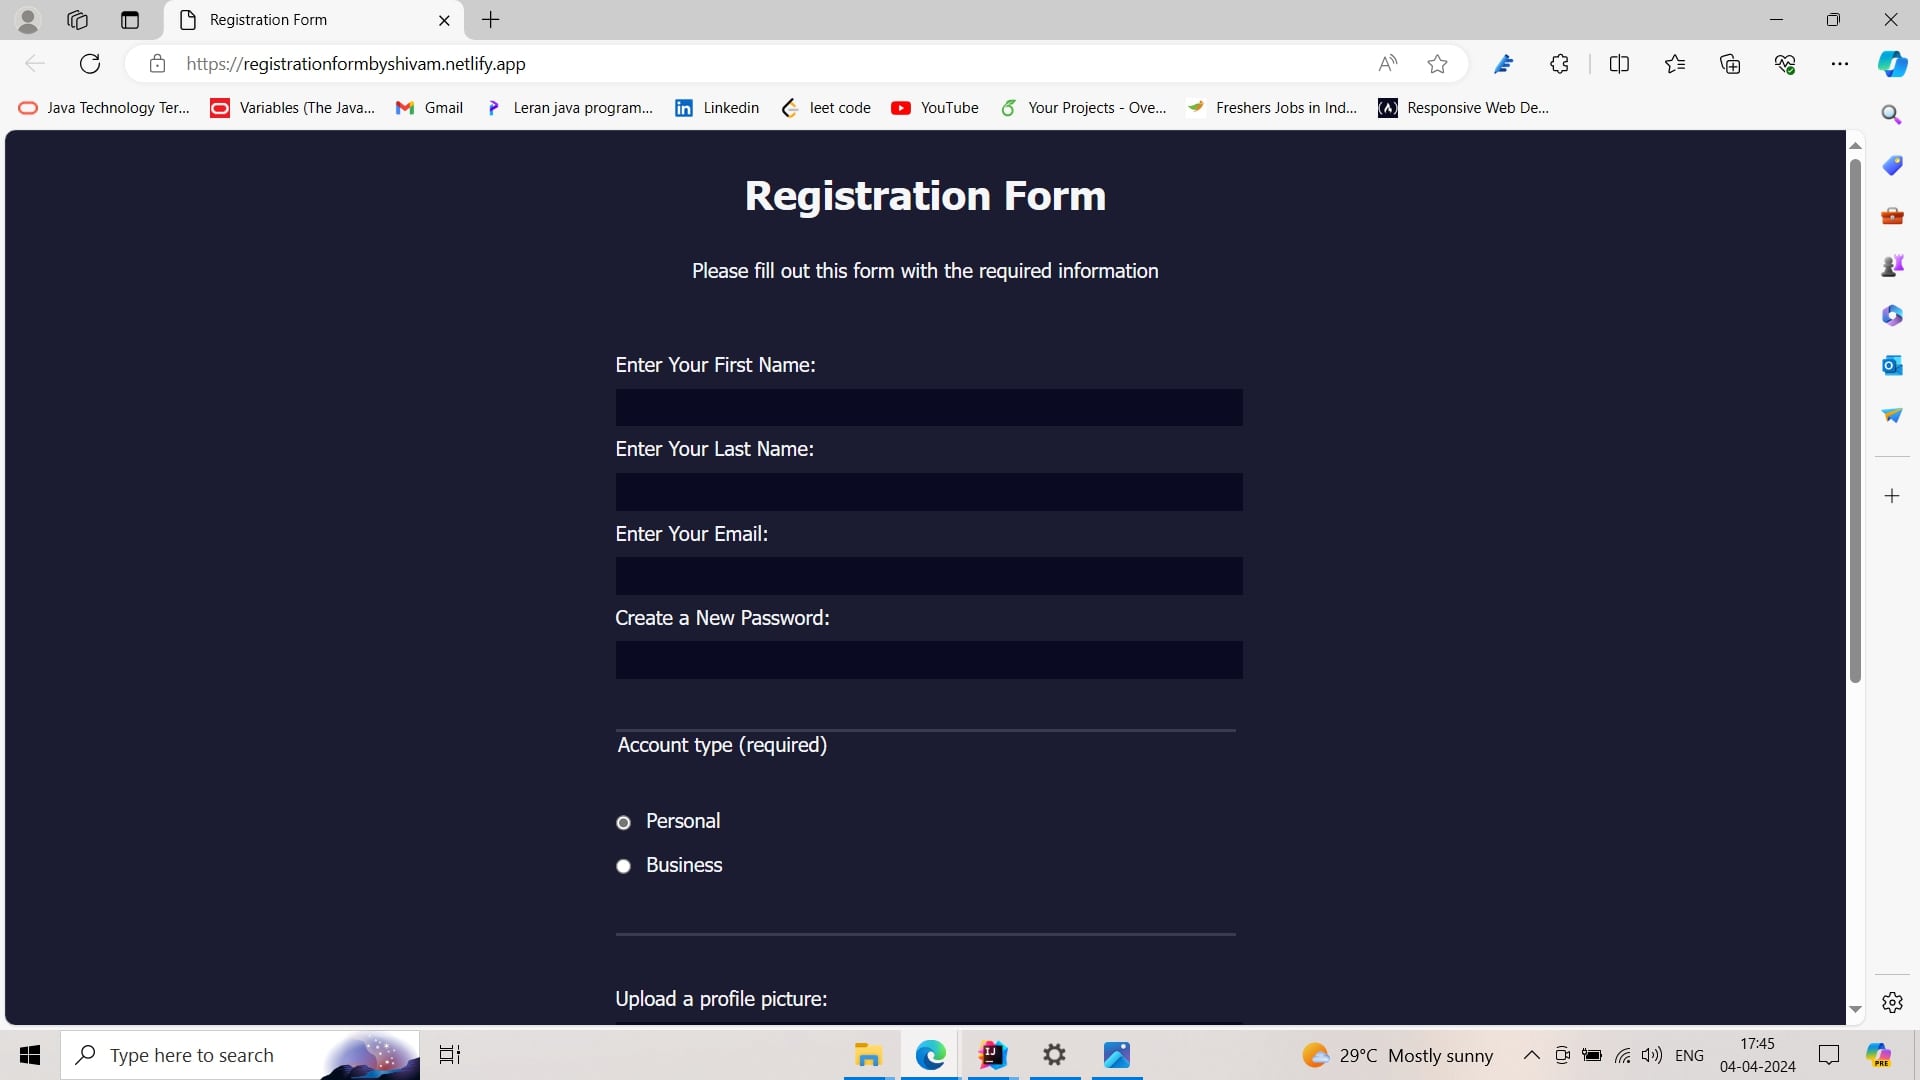 Registration Form
https://registrationformbyshivam.netlify.app
Java Technology Ter...
Variables (The Java...
Gmail
Leran java program...
Linkedin
leet code
YouTube
Your Projects - Ove...
Freshers Jobs in Ind...
Responsive Web De...
Registration Form
Please fill out this form with the required information
Enter Your First Name:
Enter Your Last Name:
Enter Your Email:
Create a New Password:
Account type (required)
Personal
Business
Upload a profile picture:
Type here to search
29°C Mostly sunny
ENG
17:45
04-04-2024
PRE